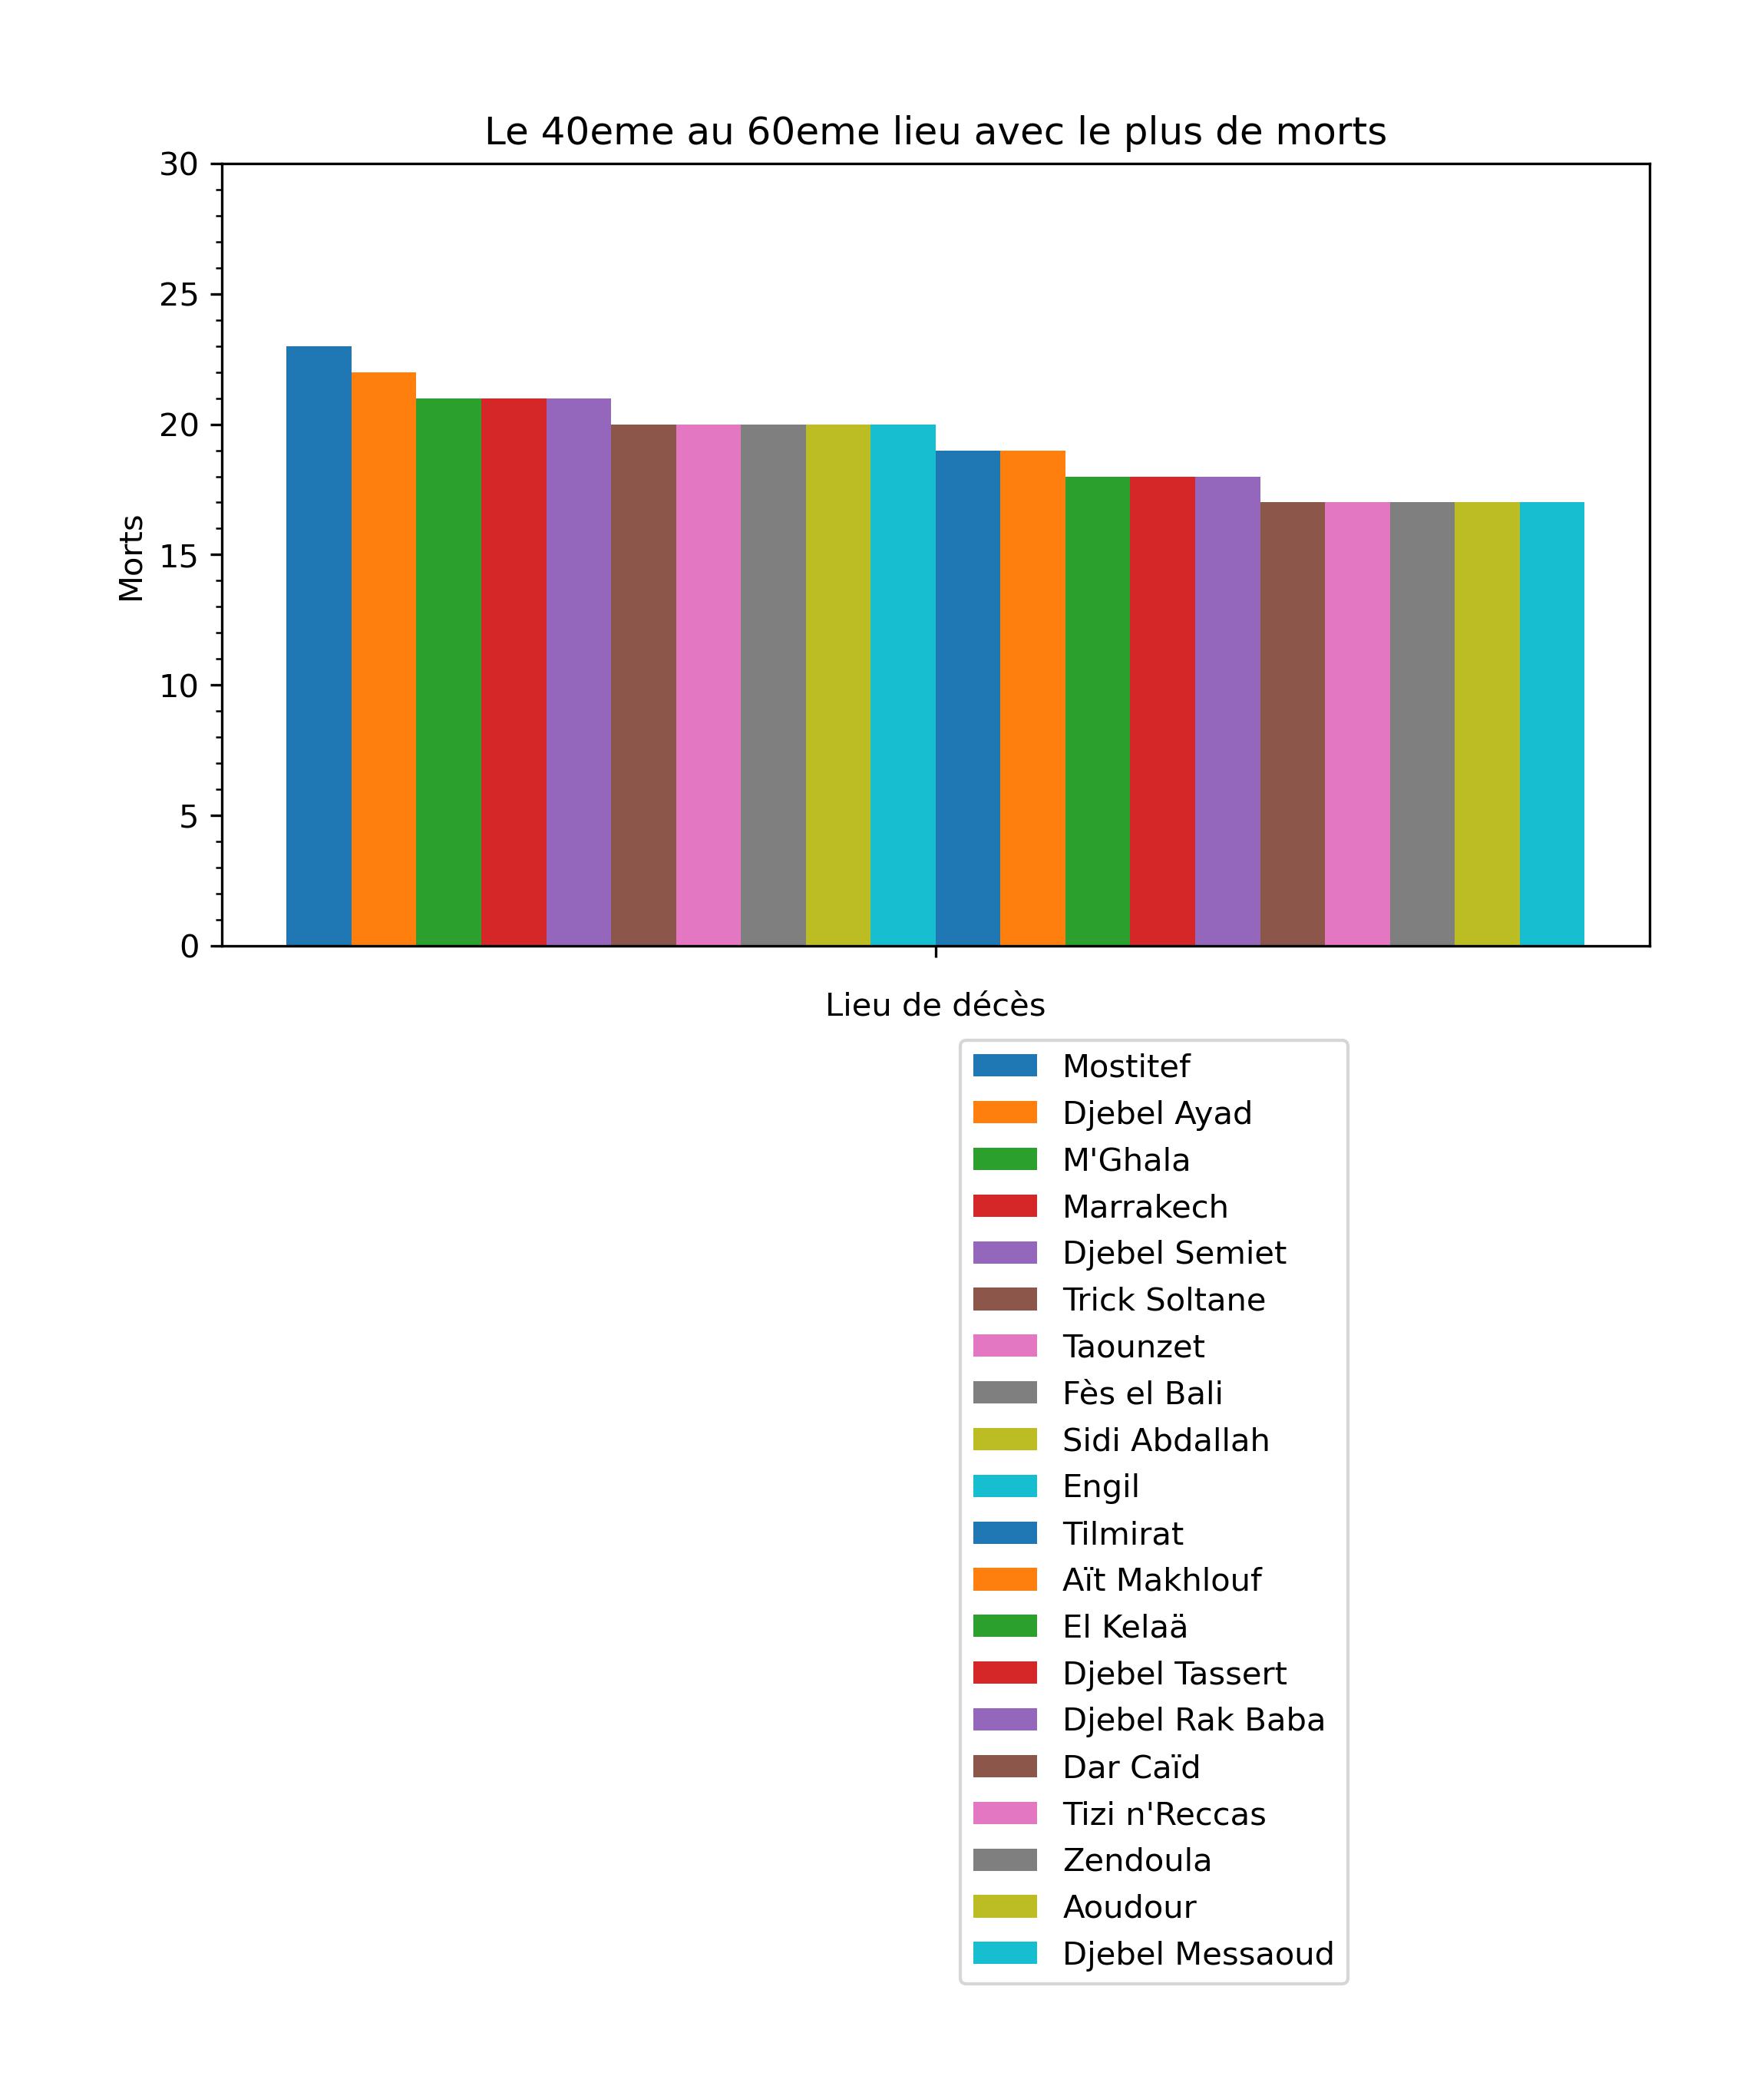 Le 40eme au 60eme lieu avec le plus de morts
30
25
20
15
10
5
0
Morts
Lieu de décès
Mostitef
Djebel Ayad
M'Ghala
Marrakech
Djebel Semiet
Trick Soltane
Taounzet
Fès el Bali
Sidi Abdallah
Engil
Tilmirat
Aït Makhlouf
El Kelaä
Djebel Tassert
Djebel Rak Baba
Dar Caïd
Tizi n'Reccas
Zendoula
Aoudour
Djebel Messaoud